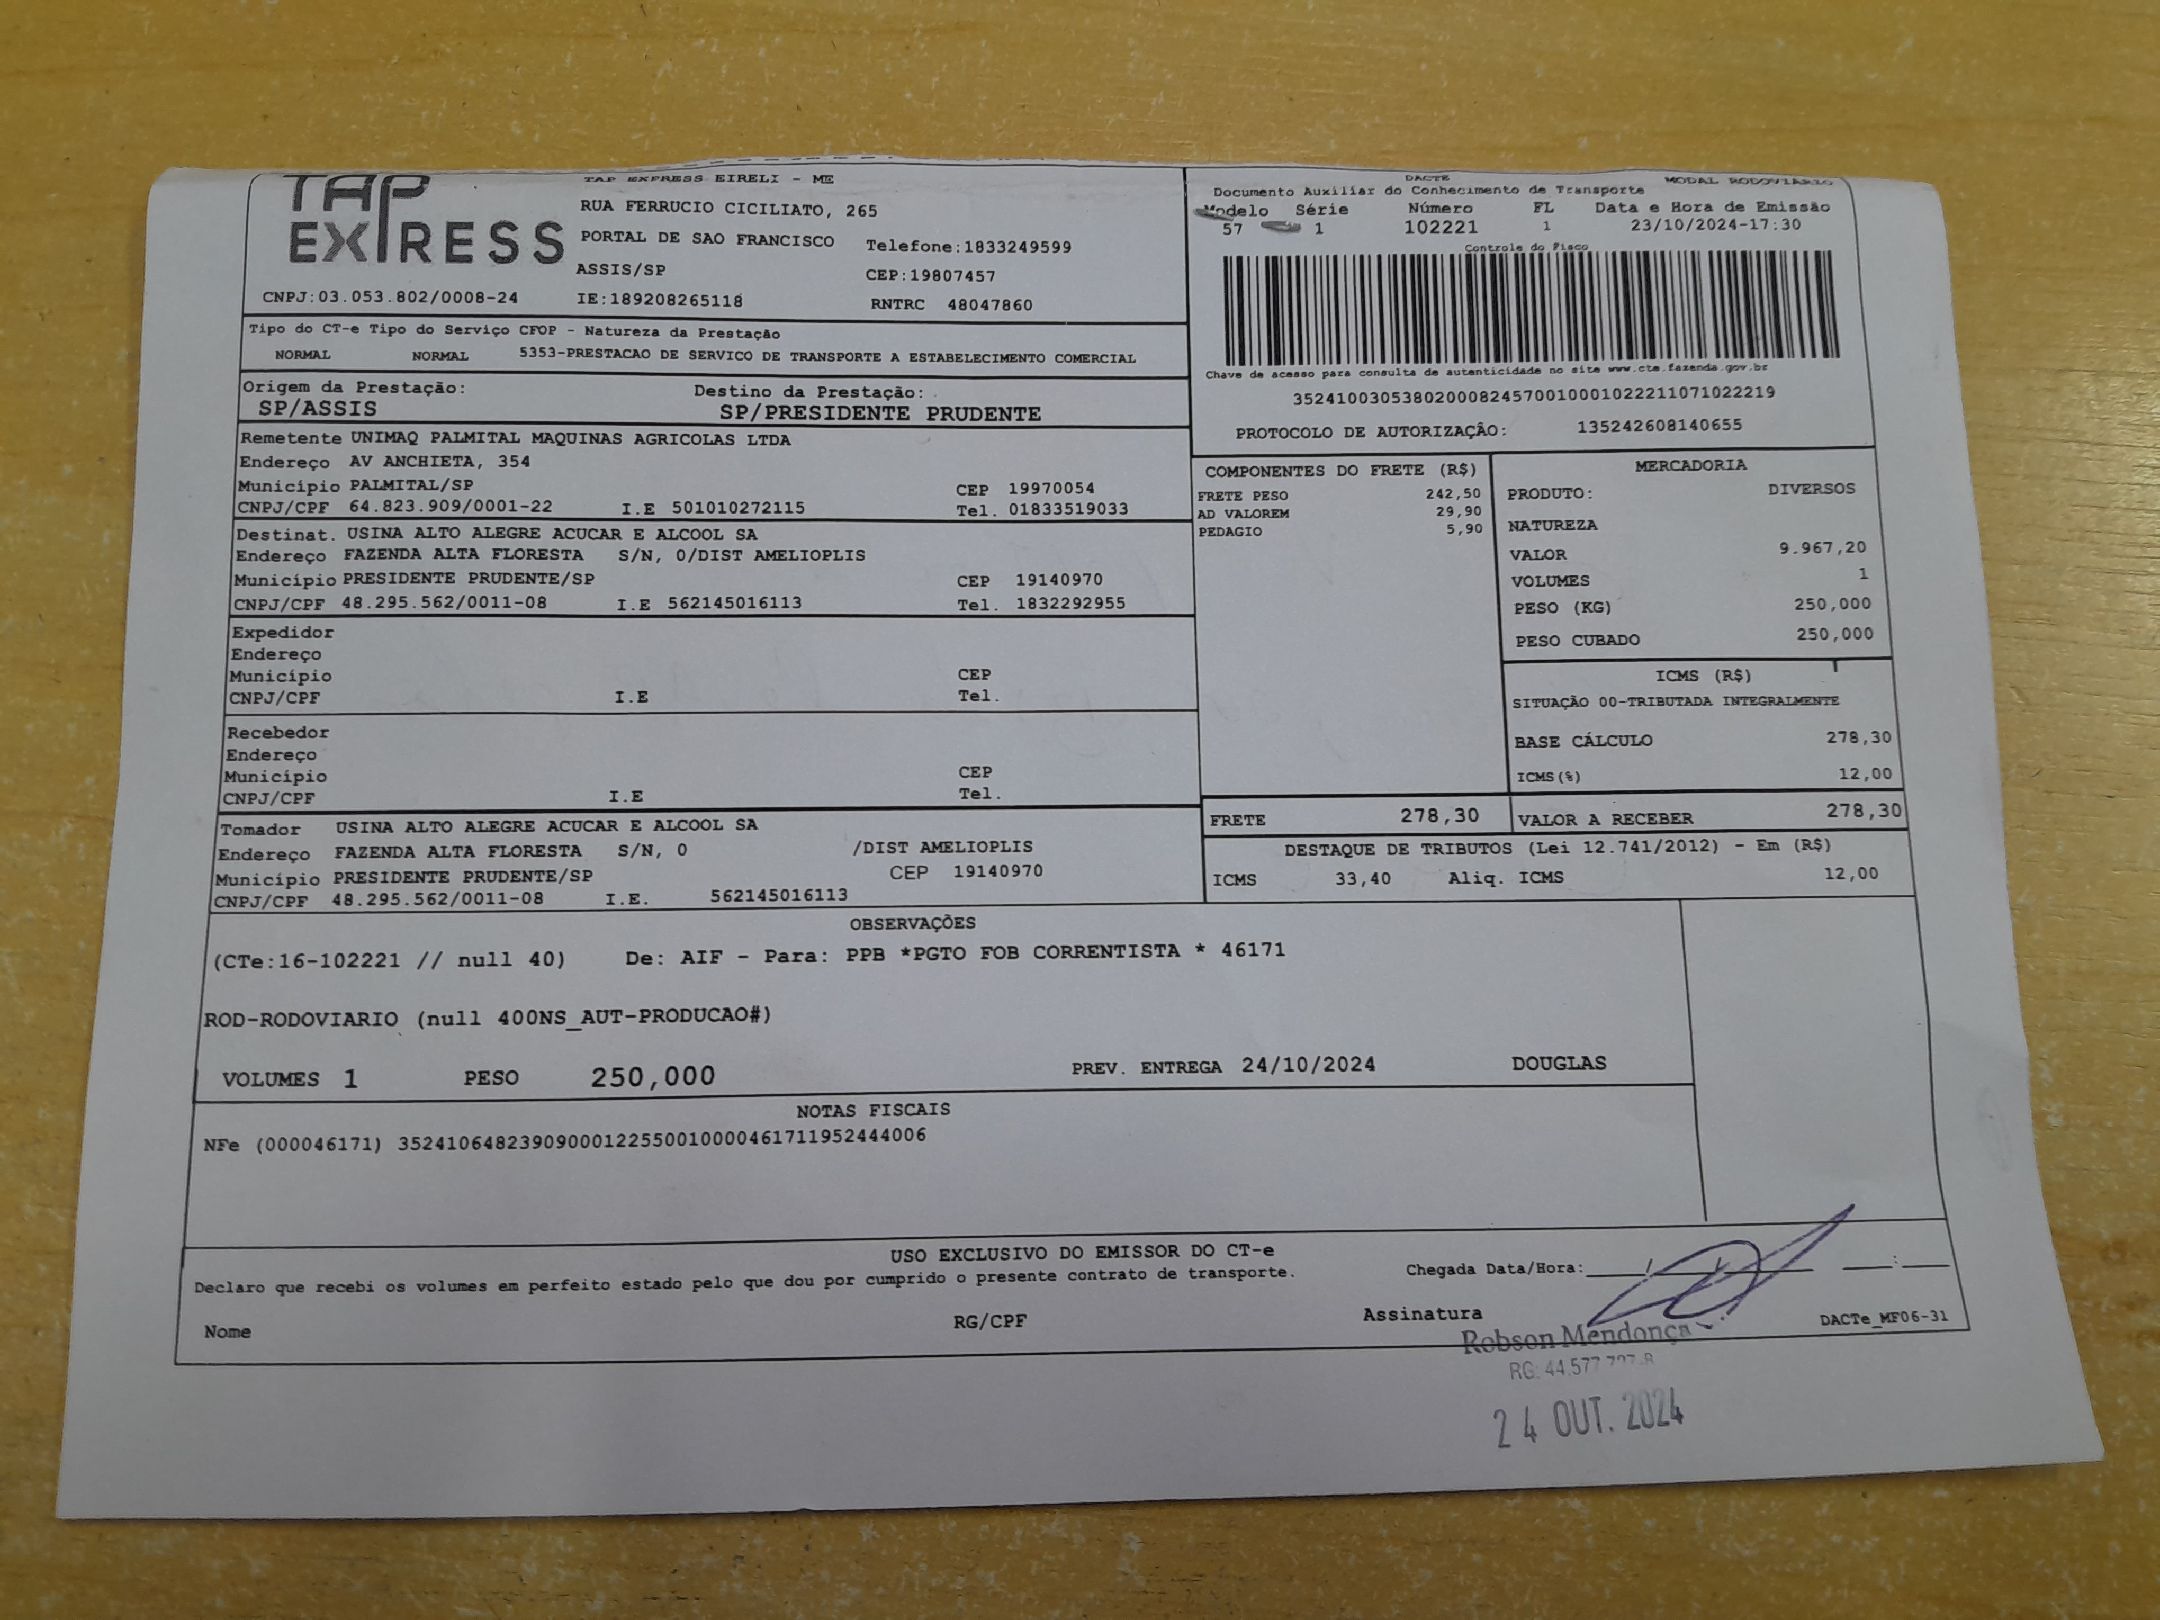 TAP EXPRESS
TAP EXPRESS EIRELI - ME
RUA FERRUCIO CICILIATO, 265
PORTAL DE SAO FRANCISCO Telefone:1833249599
ASSIS/SP CEP:19807457
CNPJ:03.053.802/0008-24 IE:189208265118 RNTRC 48047860
DACTE MODAL RODOVIARIO
Documento Auxiliar do Conhecimento de Transporte
Modelo Série Número FL Data e Hora de Emissão
57 1 102221 1 23/10/2024-17:30
Controle do Fisco
Chave de acesso para consulta de autenticidade no site www.cte.fazenda.gov.br
35241003053802000824570010001022211071022219
PROTOCOLO DE AUTORIZAÇÃO: 135242608140655
Tipo do CT-e Tipo do Serviço CFOP - Natureza da Prestação
NORMAL NORMAL 5353-PRESTACAO DE SERVICO DE TRANSPORTE A ESTABELECIMENTO COMERCIAL
Origem da Prestação: Destino da Prestação:
SP/ASSIS SP/PRESIDENTE PRUDENTE
Remetente UNIMAQ PALMITAL MAQUINAS AGRICOLAS LTDA
Endereço AV ANCHIETA, 354
Município PALMITAL/SP CEP 19970054
CNPJ/CPF 64.823.909/0001-22 I.E 501010272115 Tel. 01833519033
Destinat. USINA ALTO ALEGRE ACUCAR E ALCOOL SA
Endereço FAZENDA ALTA FLORESTA S/N, 0/DIST AMELIOPLIS
Município PRESIDENTE PRUDENTE/SP CEP 19140970
CNPJ/CPF 48.295.562/0011-08 I.E 562145016113 Tel. 1832292955
Expedidor
Endereço
Município CEP
CNPJ/CPF I.E Tel.
Recebedor
Endereço
Município CEP
CNPJ/CPF I.E Tel.
Tomador USINA ALTO ALEGRE ACUCAR E ALCOOL SA
Endereço FAZENDA ALTA FLORESTA S/N, 0 /DIST AMELIOPLIS
Município PRESIDENTE PRUDENTE/SP CEP 19140970
CNPJ/CPF 48.295.562/0011-08 I.E. 562145016113
COMPONENTES DO FRETE (R$)
FRETE PESO 242,50
AD VALOREM 29,90
PEDAGIO 5,90
MERCADORIA
PRODUTO: DIVERSOS
NATUREZA
VALOR 9.967,20
VOLUMES 1
PESO (KG) 250,000
PESO CUBADO 250,000
ICMS (R$)
SITUAÇÃO 00-TRIBUTADA INTEGRALMENTE
BASE CÁLCULO 278,30
ICMS(%) 12,00
FRETE 278,30 VALOR A RECEBER 278,30
DESTAQUE DE TRIBUTOS (Lei 12.741/2012) - Em (R$)
ICMS 33,40 Aliq. ICMS 12,00
OBSERVAÇÕES
(CTe:16-102221 // null 40) De: AIF - Para: PPB *PGTO FOB CORRENTISTA * 46171
ROD-RODOVIARIO (null 400NS_AUT-PRODUCAO#)
VOLUMES 1 PESO 250,000 PREV. ENTREGA 24/10/2024 DOUGLAS
NOTAS FISCAIS
NFe (000046171) 35241064823909000122550010000461711952444006
USO EXCLUSIVO DO EMISSOR DO CT-e
Declaro que recebi os volumes em perfeito estado pelo que dou por cumprido o presente contrato de transporte. Chegada Data/Hora:___/___/___ __:__
Nome RG/CPF Assinatura DACTe_MF06-31
Robson Mendonça
RG: 44.577
24 OUT. 2024